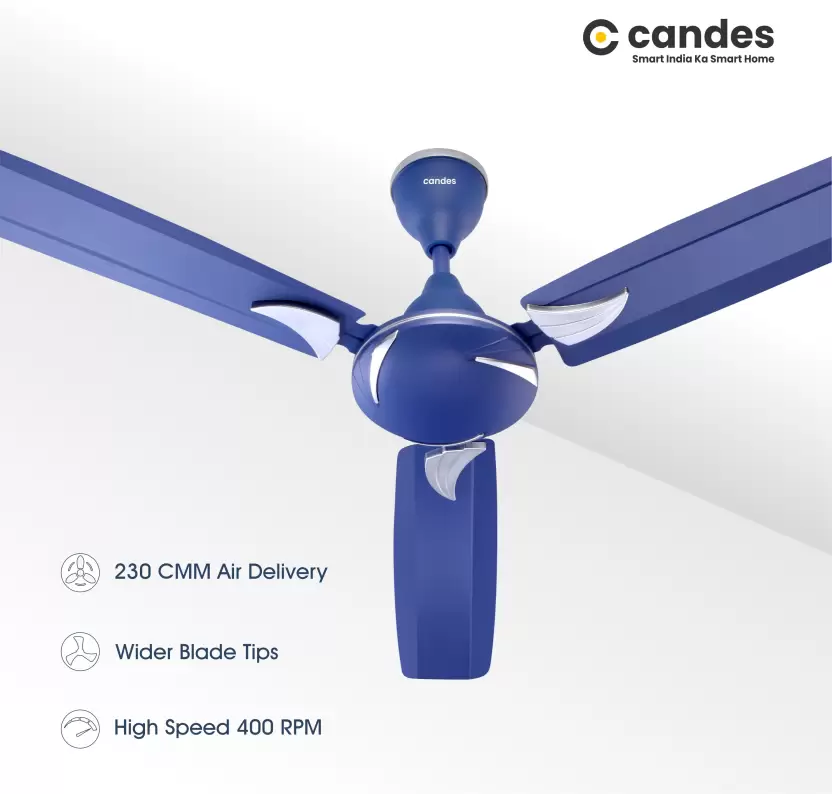 candes
Smart India Ka Smart Home
candes
230 CMM Air Delivery
Wider Blade Tips
High Speed 400 RPM